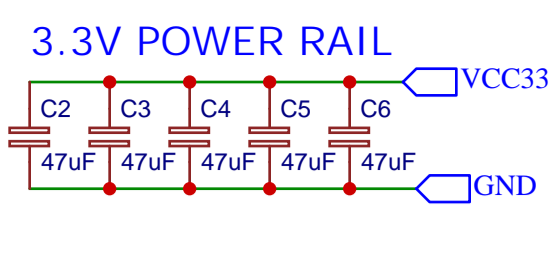 3.3V POWER RAIL
VCC33
C2 C3 C4 C5 C6
47uF 47uF 47uF 47uF 47uF
GND